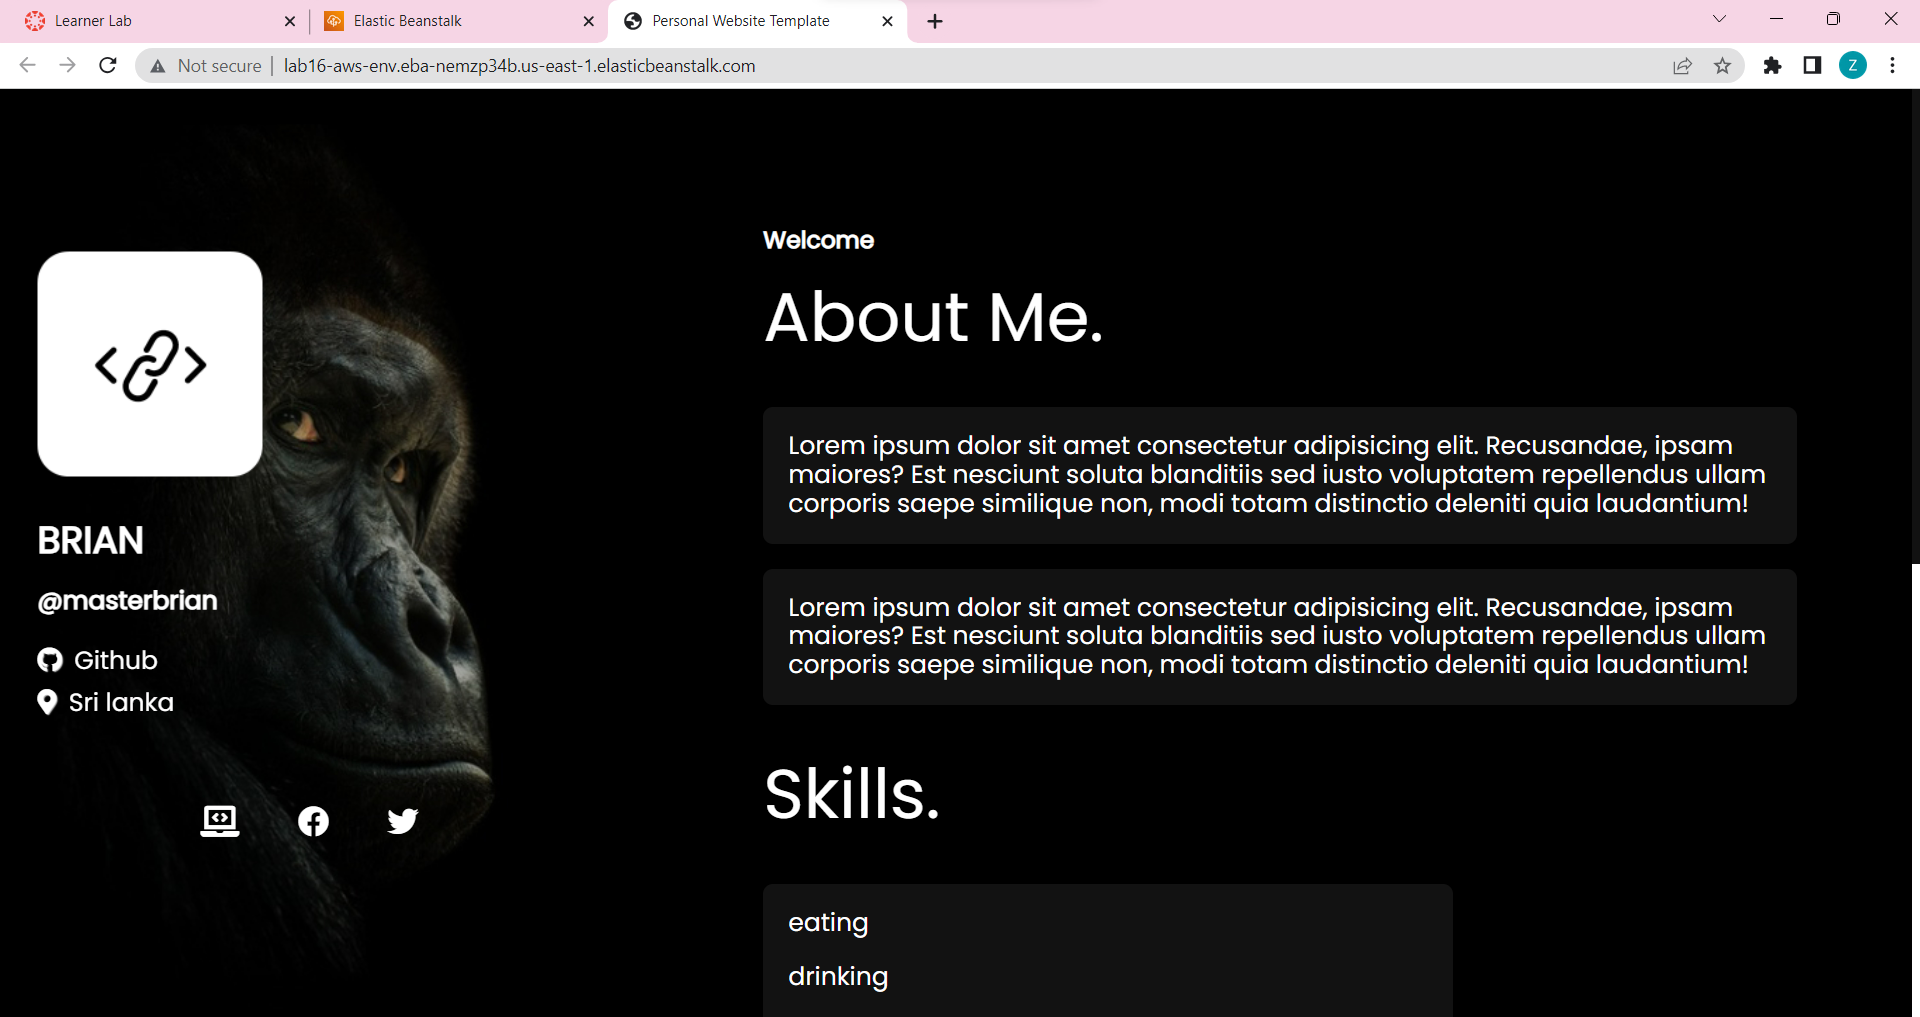 Learner Lab
Elastic Beanstalk
Personal Website Template
Not secure
lab16-aws-env.eba-nemzp34b.us-east-1.elasticbeanstalk.com
Z
BRIAN
@masterbrian
Github
Sri lanka
Welcome
About Me.
Lorem ipsum dolor sit amet consectetur adipisicing elit. Recusandae, ipsam
maiores? Est nesciunt soluta blanditiis sed iusto voluptatem repellendus ullam
corporis saepe similique non, modi totam distinctio deleniti quia laudantium!
Lorem ipsum dolor sit amet consectetur adipisicing elit. Recusandae, ipsam
maiores? Est nesciunt soluta blanditiis sed iusto voluptatem repellendus ullam
corporis saepe similique non, modi totam distinctio deleniti quia laudantium!
Skills.
eating
drinking